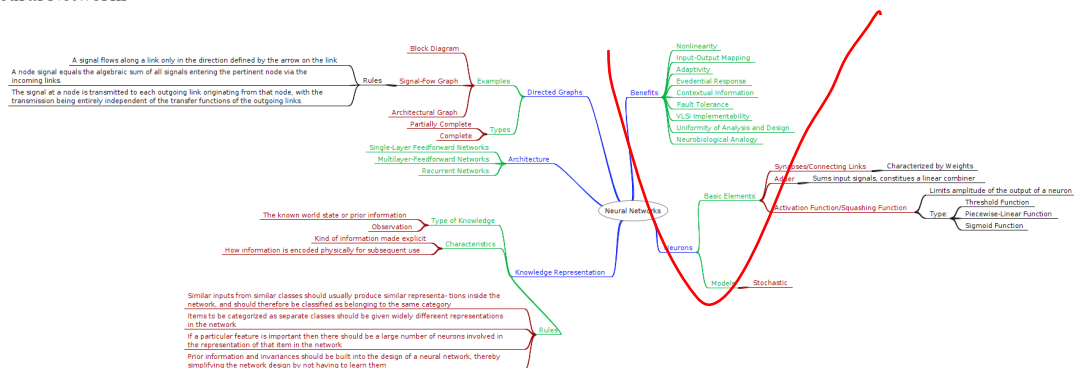 Block Diagram
A signal flows along a link only in the direction defined by the arrow on the link
A node signal equals the algebraic sum of all signals entering the pertinent node via the
incoming links.
The signal at a node is transmitted to each outgoing link originating from that node, with the
transmission being entirely independent of the transfer functions of the outgoing links.
Rules
Signal-Fow Graph
Architectural Graph
Examples
Partially Complete
Complete
Types
Directed Graphs
Single-Layer Feedforward Networks
Multilayer-Feedforward Networks
Recurrent Networks
Architecture
The known world state or prior information
Observation
Type of Knowledge
Kind of information made explicit
How information is encoded physically for subsequent use
Characteristics
Knowledge Representation
Similar inputs from similar classes should usually produce similar representa- tions inside the
network, and should therefore be classified as belonging to the same category
Items to be categorized as separate classes should be given widely different representations
in the network
If a particular feature is important then there should be a large number of neurons involved in
the representation of that item in the network
Prior information and invariances should be built into the design of a neural network, thereby
simplifying the network design by not having to learn them
Rules
Neural Networks
Benefits
Nonlinearity
Input-Output Mapping
Adaptivity
Evedential Response
Contextual Information
Fault Tolerance
VLSI Implementability
Uniformity of Analysis and Design
Neurobiological Analogy
Neurons
Basic Elements
Synapses/Connecting Links
Characterized by Weights
Adder
Sums input signals, constitutes a linear combiner
Activation Function/Squashing Function
Limits amplitude of the output of a neuron
Type:
Threshold Function
Piecewise-Linear Function
Sigmoid Function
Models
Stochastic